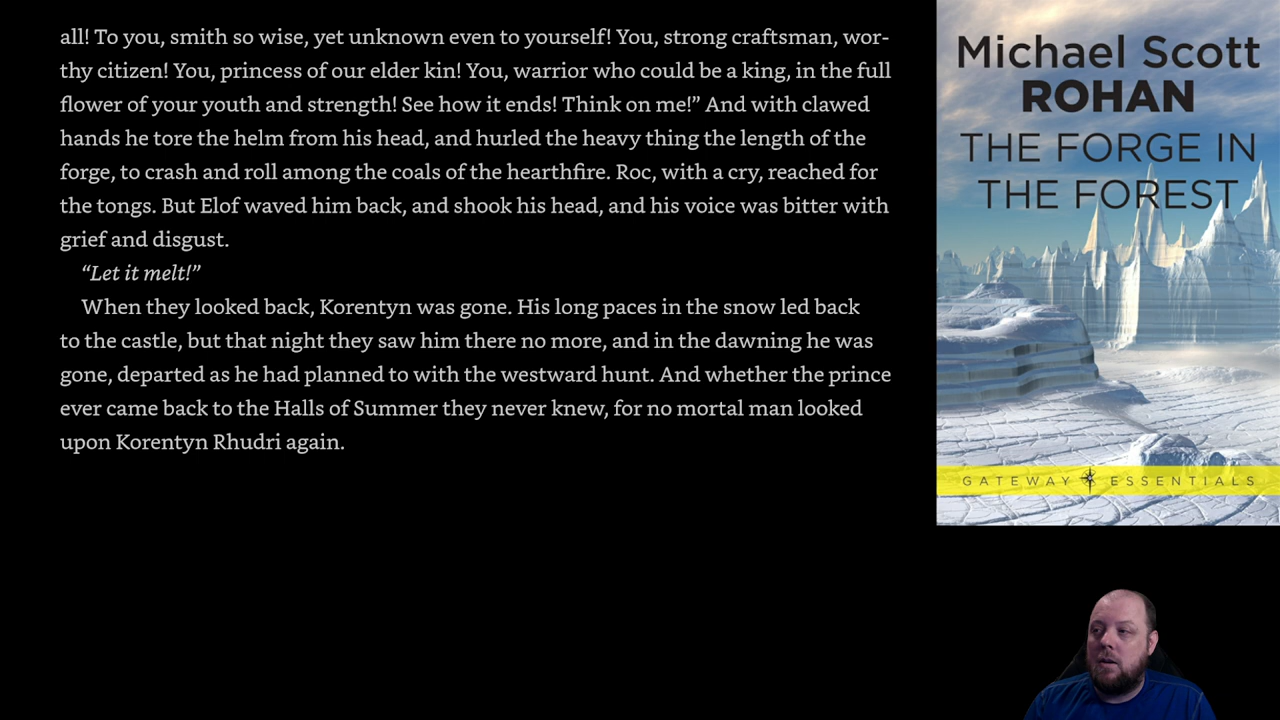 all! To you, smith so wise, yet unknown even to yourself! You, strong craftsman, wor-
thy citizen! You, princess of our elder kin! You, warrior who could be a king, in the full
flower of your youth and strength! See how it ends! Think on me!” And with clawed
hands he tore the helm from his head, and hurled the heavy thing the length of the
forge, to crash and roll among the coals of the hearthfire. Roc, with a cry, reached for
the tongs. But Elof waved him back, and shook his head, and his voice was bitter with
grief and disgust.
“Let it melt!”
When they looked back, Korentyn was gone. His long paces in the snow led back
to the castle, but that night they saw him there no more, and in the dawning he was
gone, departed as he had planned to with the westward hunt. And whether the prince
ever came back to the Halls of Summer they never knew, for no mortal man looked
upon Korentyn Rhudri again.
Michael Scott
ROHAN
THE FORGE IN
THE FOREST
GATEWAY ESSENTIALS